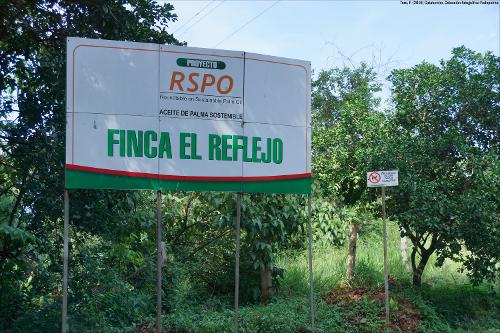 PROYECTO
RSPO
Roundtable on Sustainable Palm Oil
ACEITE DE PALMA SOSTENIBLE
FINCA EL REFLEJO